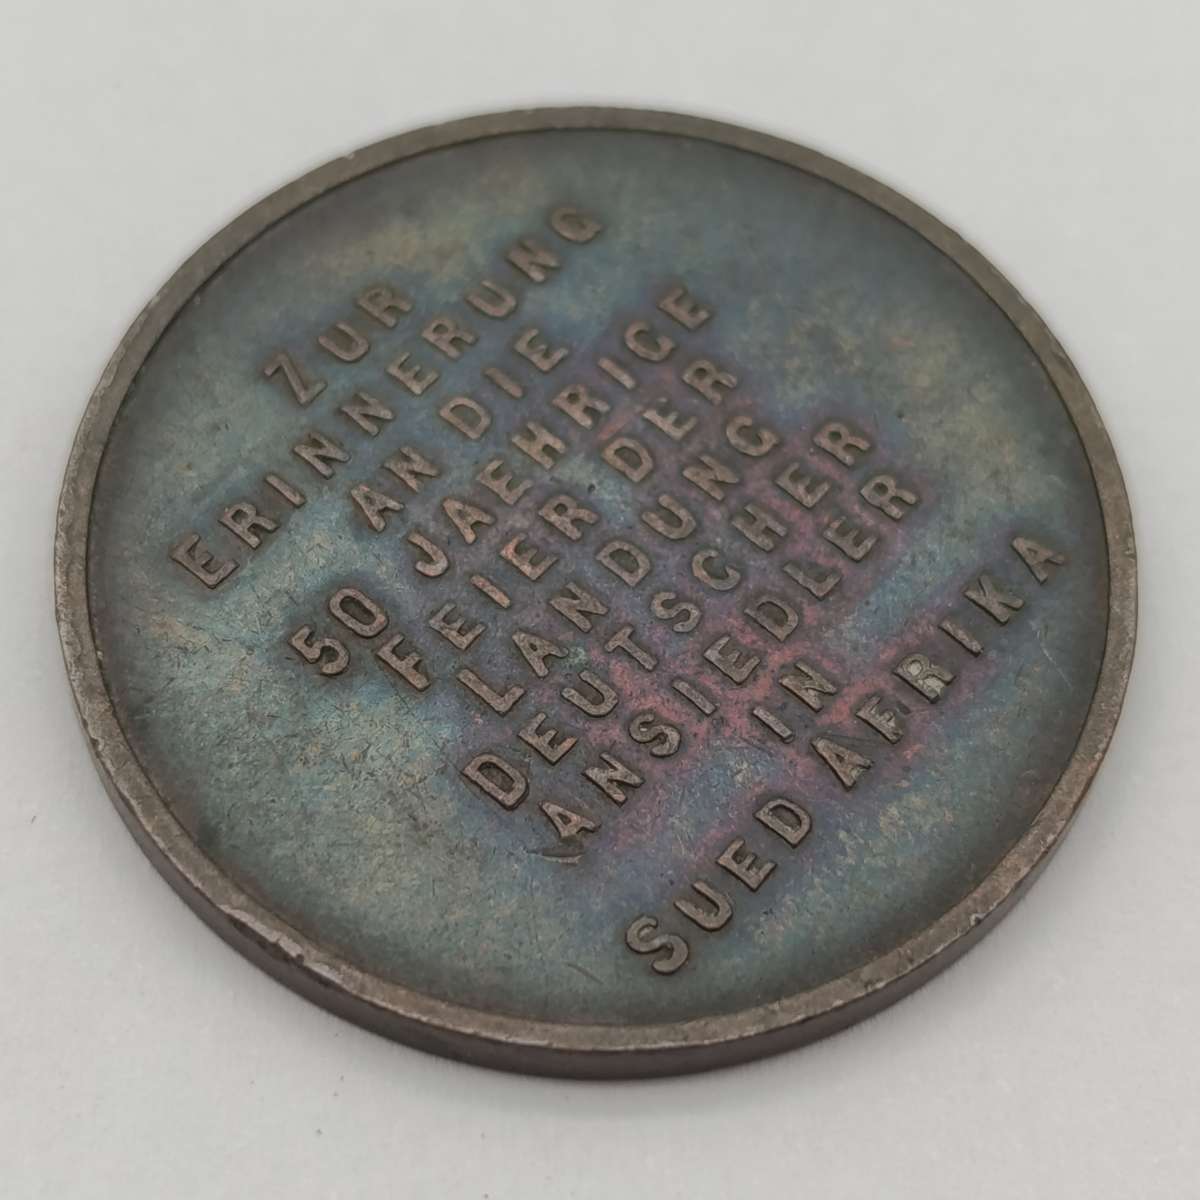 ZUR
ERINNERUNG
AN DIE
50 JAEHRIGE
FEIER DER
LANDUNG
DEUTSCHER
ANSIEDLER
IN
SUED AFRIKA